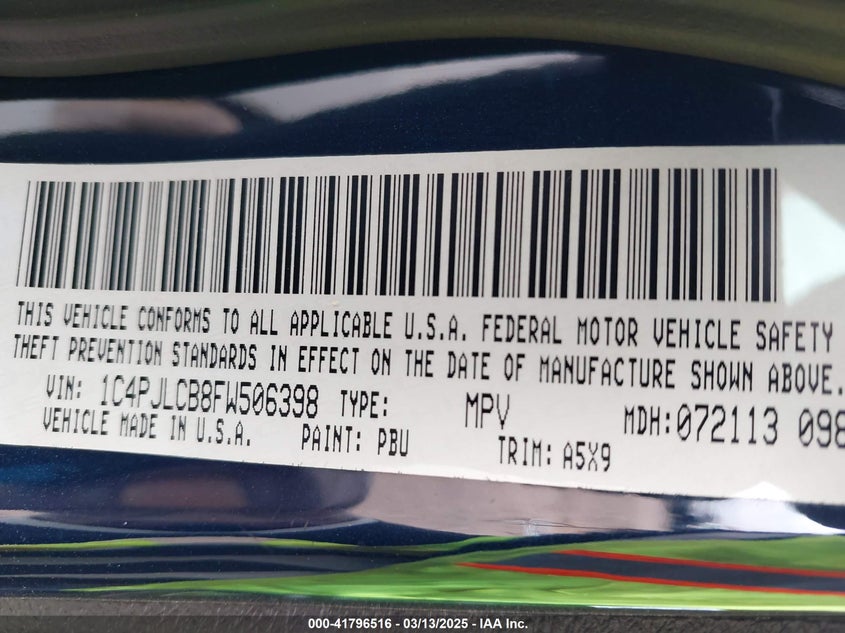 THIS VEHICLE CONFORMS TO ALL APPLICABLE U.S.A. FEDERAL MOTOR VEHICLE SAFETY
THEFT PREVENTION STANDARDS IN EFFECT ON THE DATE OF MANUFACTURE SHOWN ABOVE.
VIN: 1C4PJLCB8FW506398 TYPE: MPV MDH:072113 098
VEHICLE MADE IN U.S.A. PAINT: PBU TRIM: A5X9
000-41796516 - 03/13/2025 - IAA Inc.